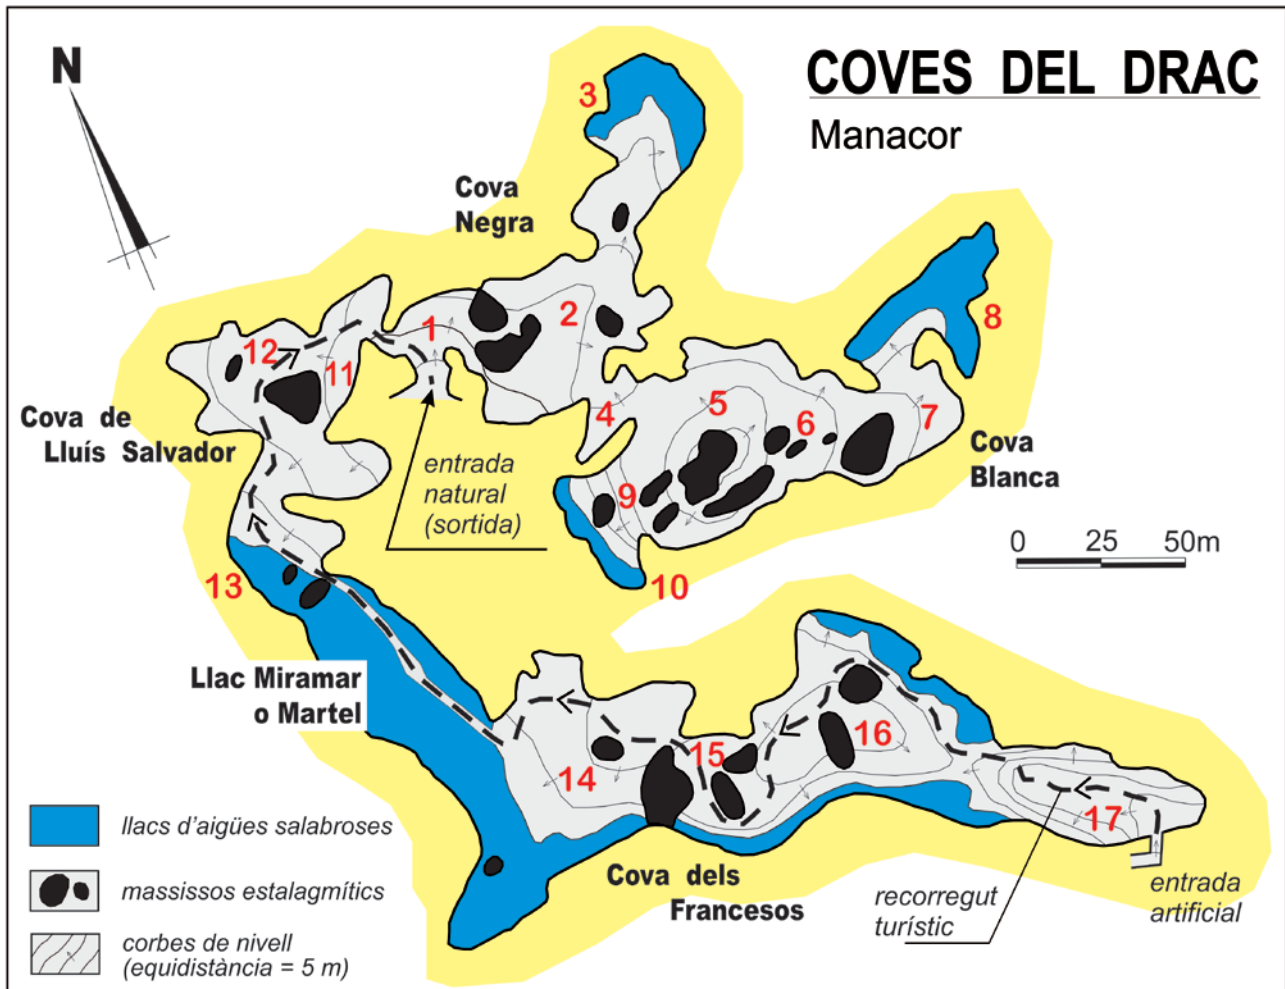 N
COVES DEL DRAC
Manacor
3
Cova
Negra
8
1
2
12
11
4
5
6
7
Cova de
Lluís Salvador
entrada
natural
(sortida)
Cova
Blanca
9
10
0 25 50m
13
Llac Miramar
o Martel
14
15
16
17
llacs d'aigües salabroses
massissos estalagmítics
corbes de nivell
(equidistància = 5 m)
Cova dels
Francesos
recorregut
turístic
entrada
artificial